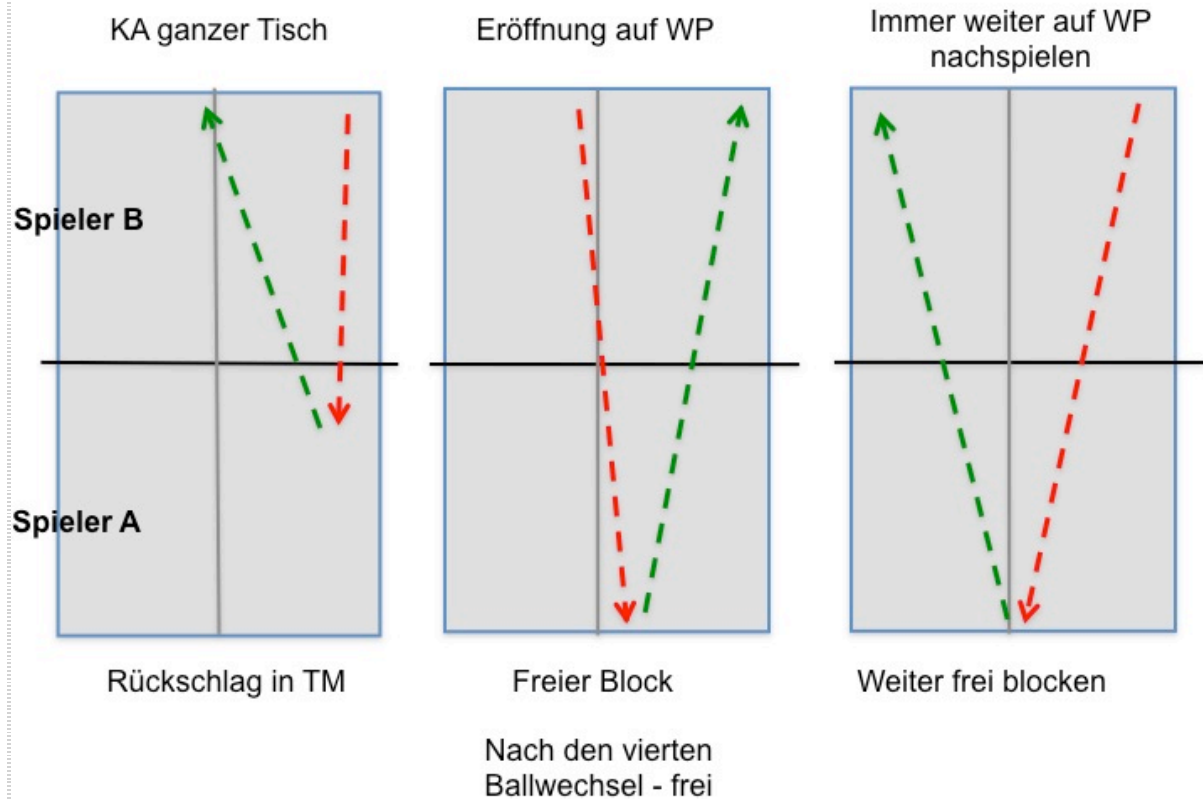 KA ganzer Tisch
Eröffnung auf WP
Immer weiter auf WP
nachspielen
Spieler B
Spieler A
Rückschlag in TM
Freier Block
Weiter frei blocken
Nach den vierten
Ballwechsel - frei